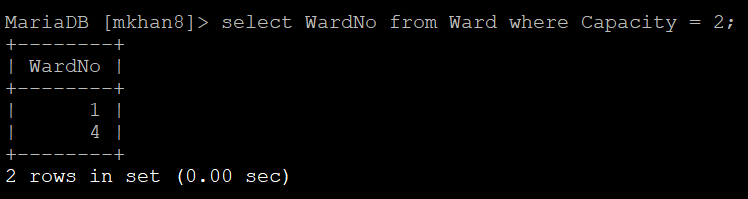 MariaDB [mkhan8]> select WardNo from Ward where Capacity = 2;
+--------+
| WardNo |
+--------+
|      1 |
|      4 |
+--------+
2 rows in set (0.00 sec)